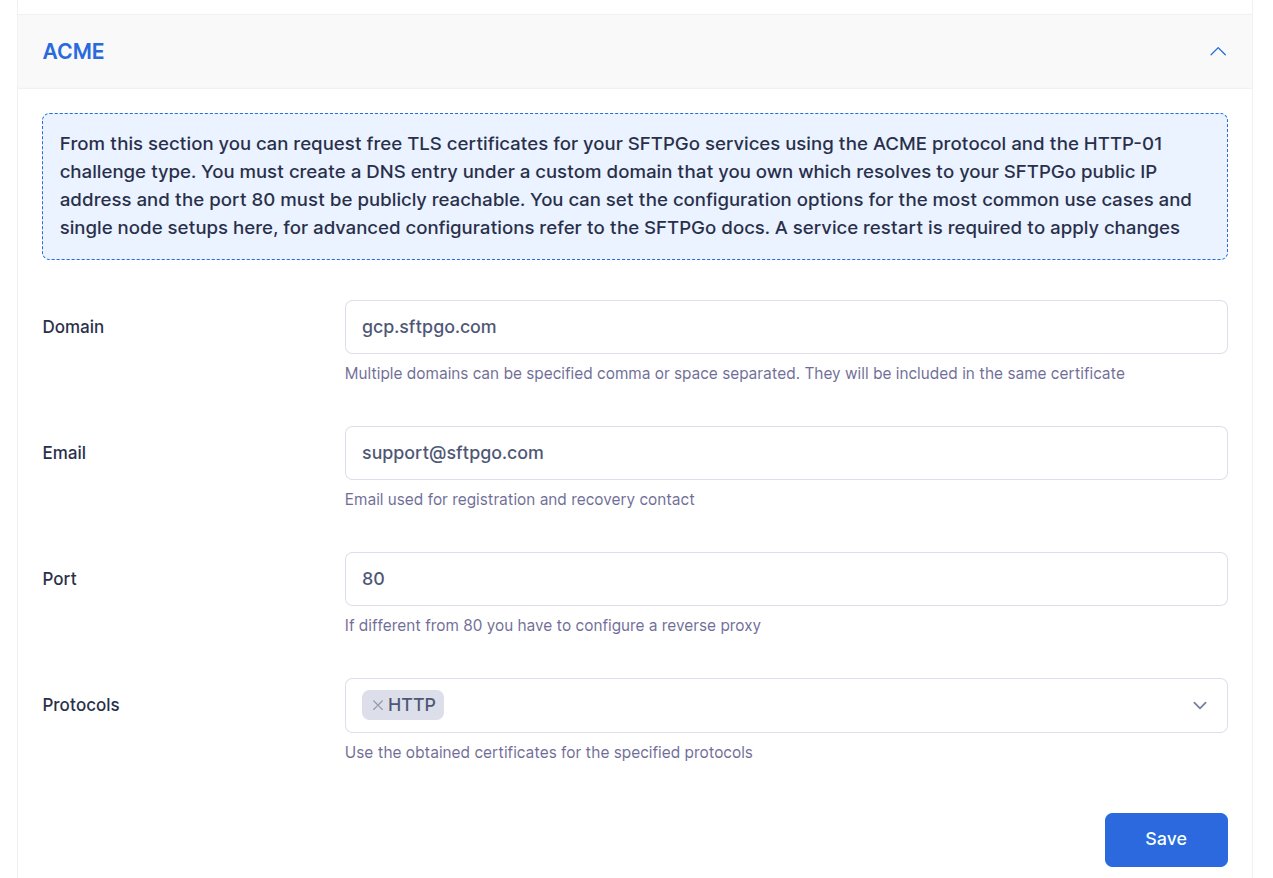 ACME
From this section you can request free TLS certificates for your SFTPGo services using the ACME protocol and the HTTP-01
challenge type. You must create a DNS entry under a custom domain that you own which resolves to your SFTPGo public IP
address and the port 80 must be publicly reachable. You can set the configuration options for the most common use cases and
single node setups here, for advanced configurations refer to the SFTPGo docs. A service restart is required to apply changes
Domain
gcp.sftpgo.com
Multiple domains can be specified comma or space separated. They will be included in the same certificate
Email
support@sftpgo.com
Email used for registration and recovery contact
Port
80
If different from 80 you have to configure a reverse proxy
Protocols
HTTP
Use the obtained certificates for the specified protocols
Save